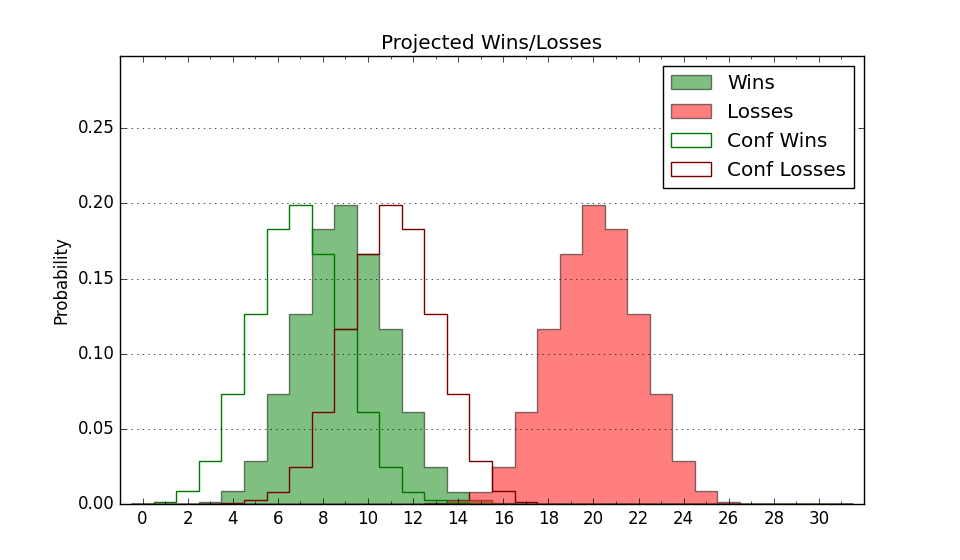 Projected Wins/Losses
Wins
Losses
Conf Wins
Conf Losses
Probability
0.25
0.20
0.15
0.10
0.05
0.00
0 2 4 6 8 10 12 14 16 18 20 22 24 26 28 30